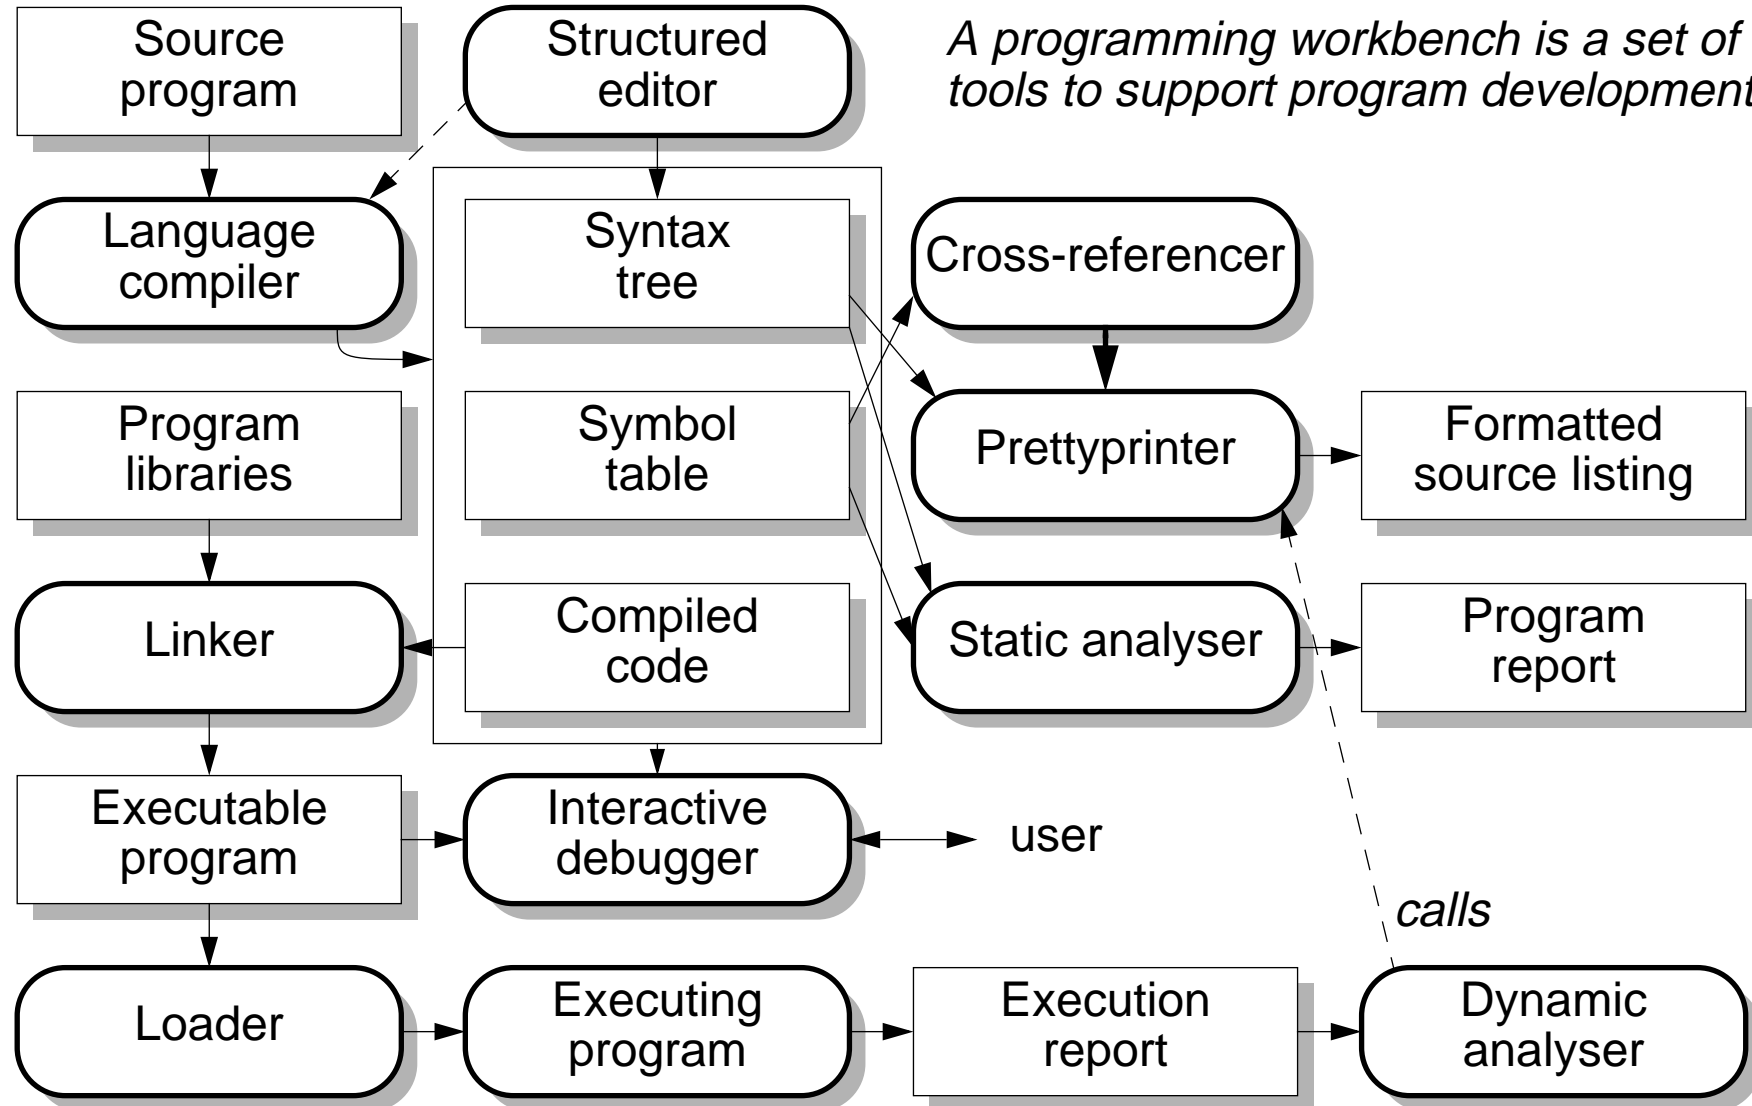 Source
program
Structured
editor
A programming workbench is a set of
tools to support program development
Language
compiler
Syntax
tree
Cross-referencer
Program
libraries
Symbol
table
Prettyprinter
Formatted
source listing
Linker
Compiled
code
Static analyser
Program
report
Executable
program
Interactive
debugger
user
calls
Loader
Executing
program
Execution
report
Dynamic
analyser